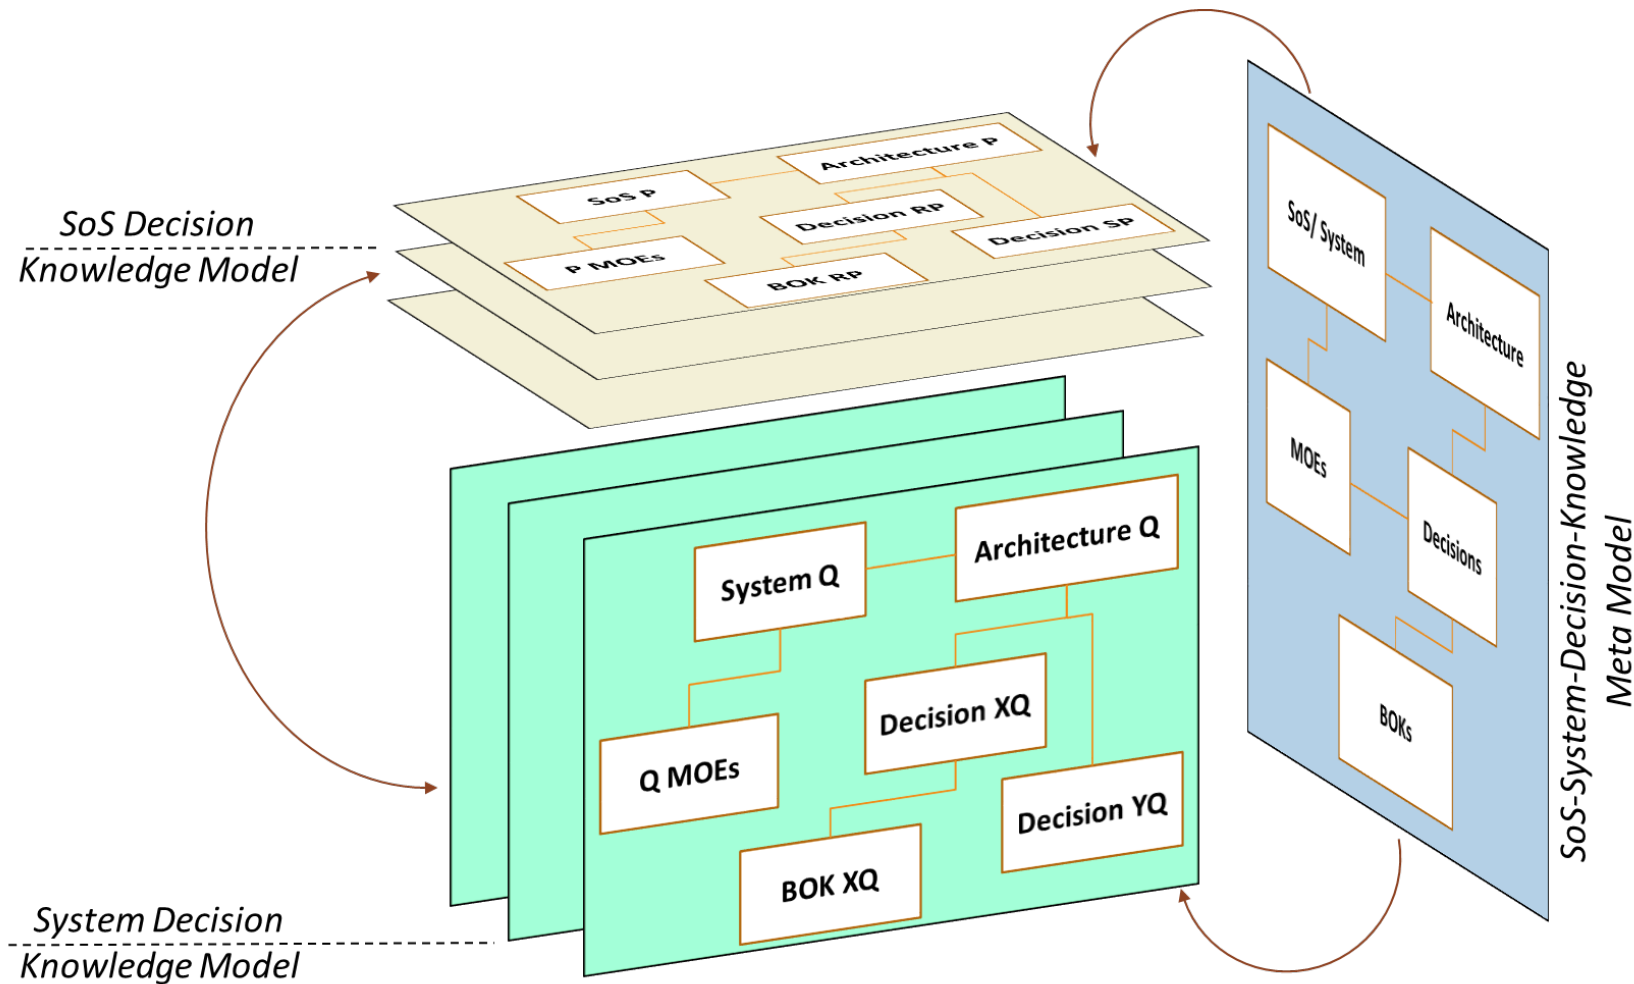 SoS Decision
Knowledge Model
Architecture P
SoS P
Decision RP
Decision SP
P MOEs
BOK RP
SoS/ System
Architecture
MOEs
Decisions
BOKs
SoS-System-Decision-Knowledge
Meta Model
Architecture Q
System Q
Decision XQ
Q MOEs
Decision YQ
BOK XQ
System Decision
Knowledge Model